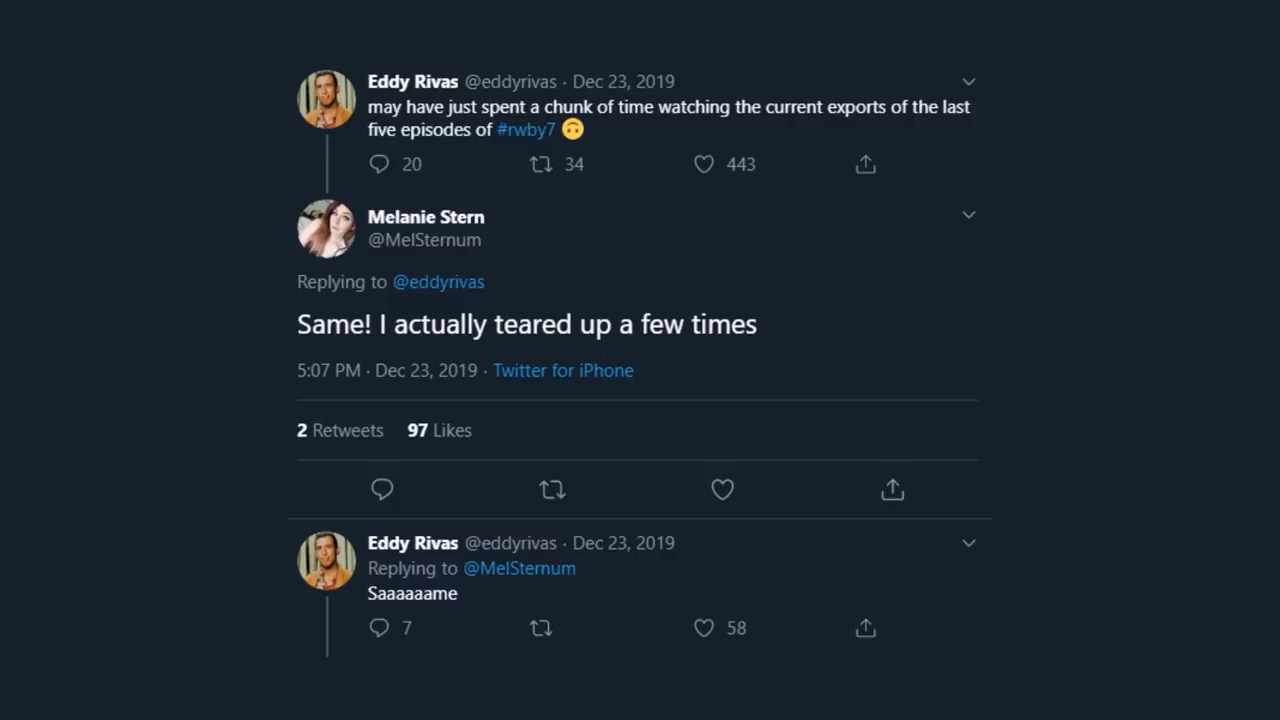 Eddy Rivas @eddyrivas · Dec 23, 2019
may have just spent a chunk of time watching the current exports of the last
five episodes of #rwby7 🙃
20 34 443
Melanie Stern
@MelSternum
Replying to @eddyrivas
Same! I actually teared up a few times
5:07 PM · Dec 23, 2019 · Twitter for iPhone
2 Retweets 97 Likes
Eddy Rivas @eddyrivas · Dec 23, 2019
Replying to @MelSternum
Saaaaaame
7 58